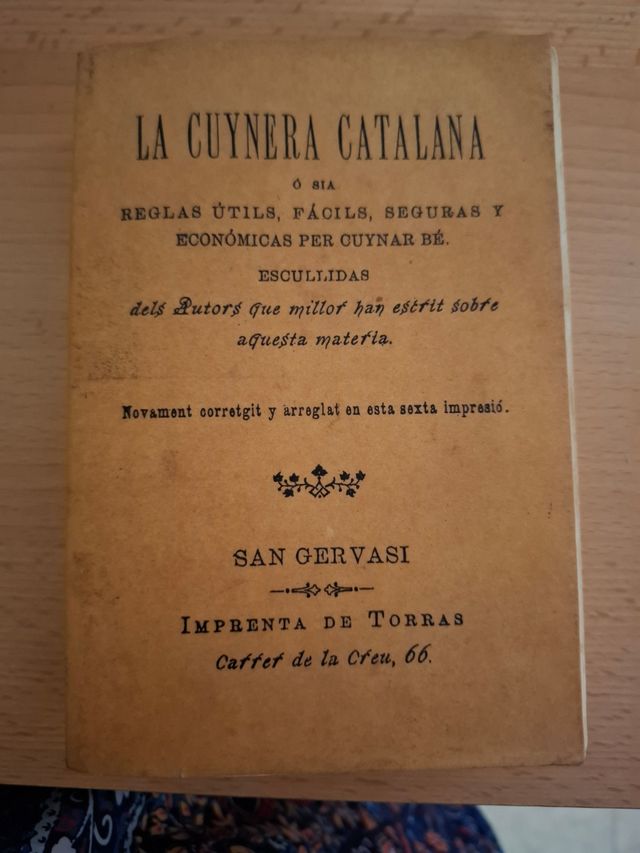 LA CUYNERA CATALANA
Ó SIA
REGLAS ÚTILS, FÁCILS, SEGURAS Y
ECONÓMICAS PER CUYNAR BÉ.
ESCULLIDAS
dels Autors que millor han escrit sobre
aquesta materia.
Novament corretgit y arreglat en esta sexta impresió.
SAN GERVASI
IMPRENTA DE TORRAS
Carrer de la Creu, 66.